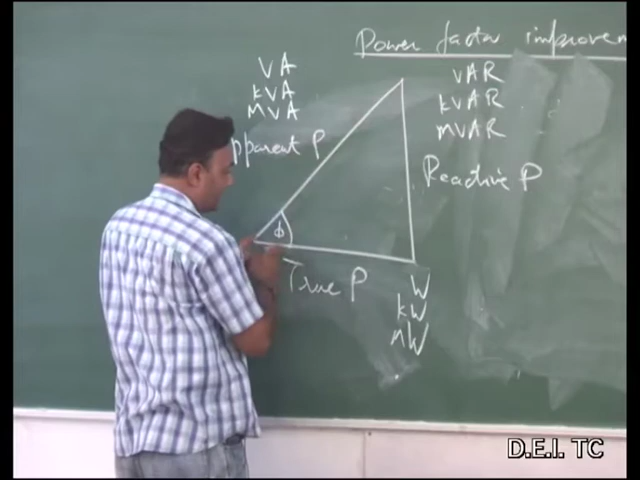 Power factor improvem
VA
KVA
MVA
pparent P
VAR
KVAR
MVAR
Reactive P
ϕ
True P
W
KW
MW
D.E.I. TC